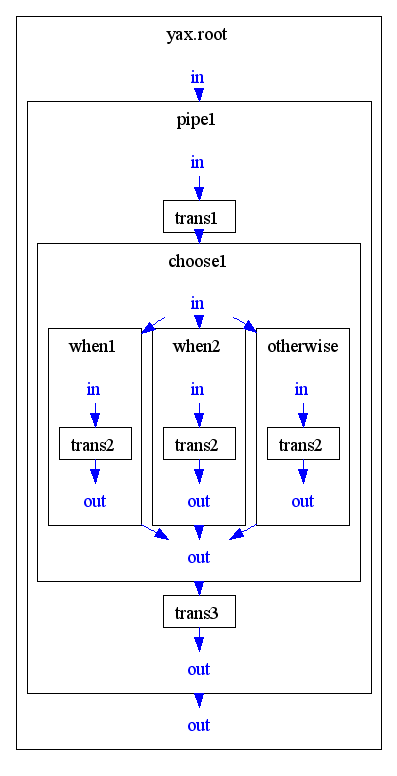 yax.root
in
pipe1
in
trans1
choose1
in
when1 when2 otherwise
in in in
trans2 trans2 trans2
out out out
out
trans3
out
out